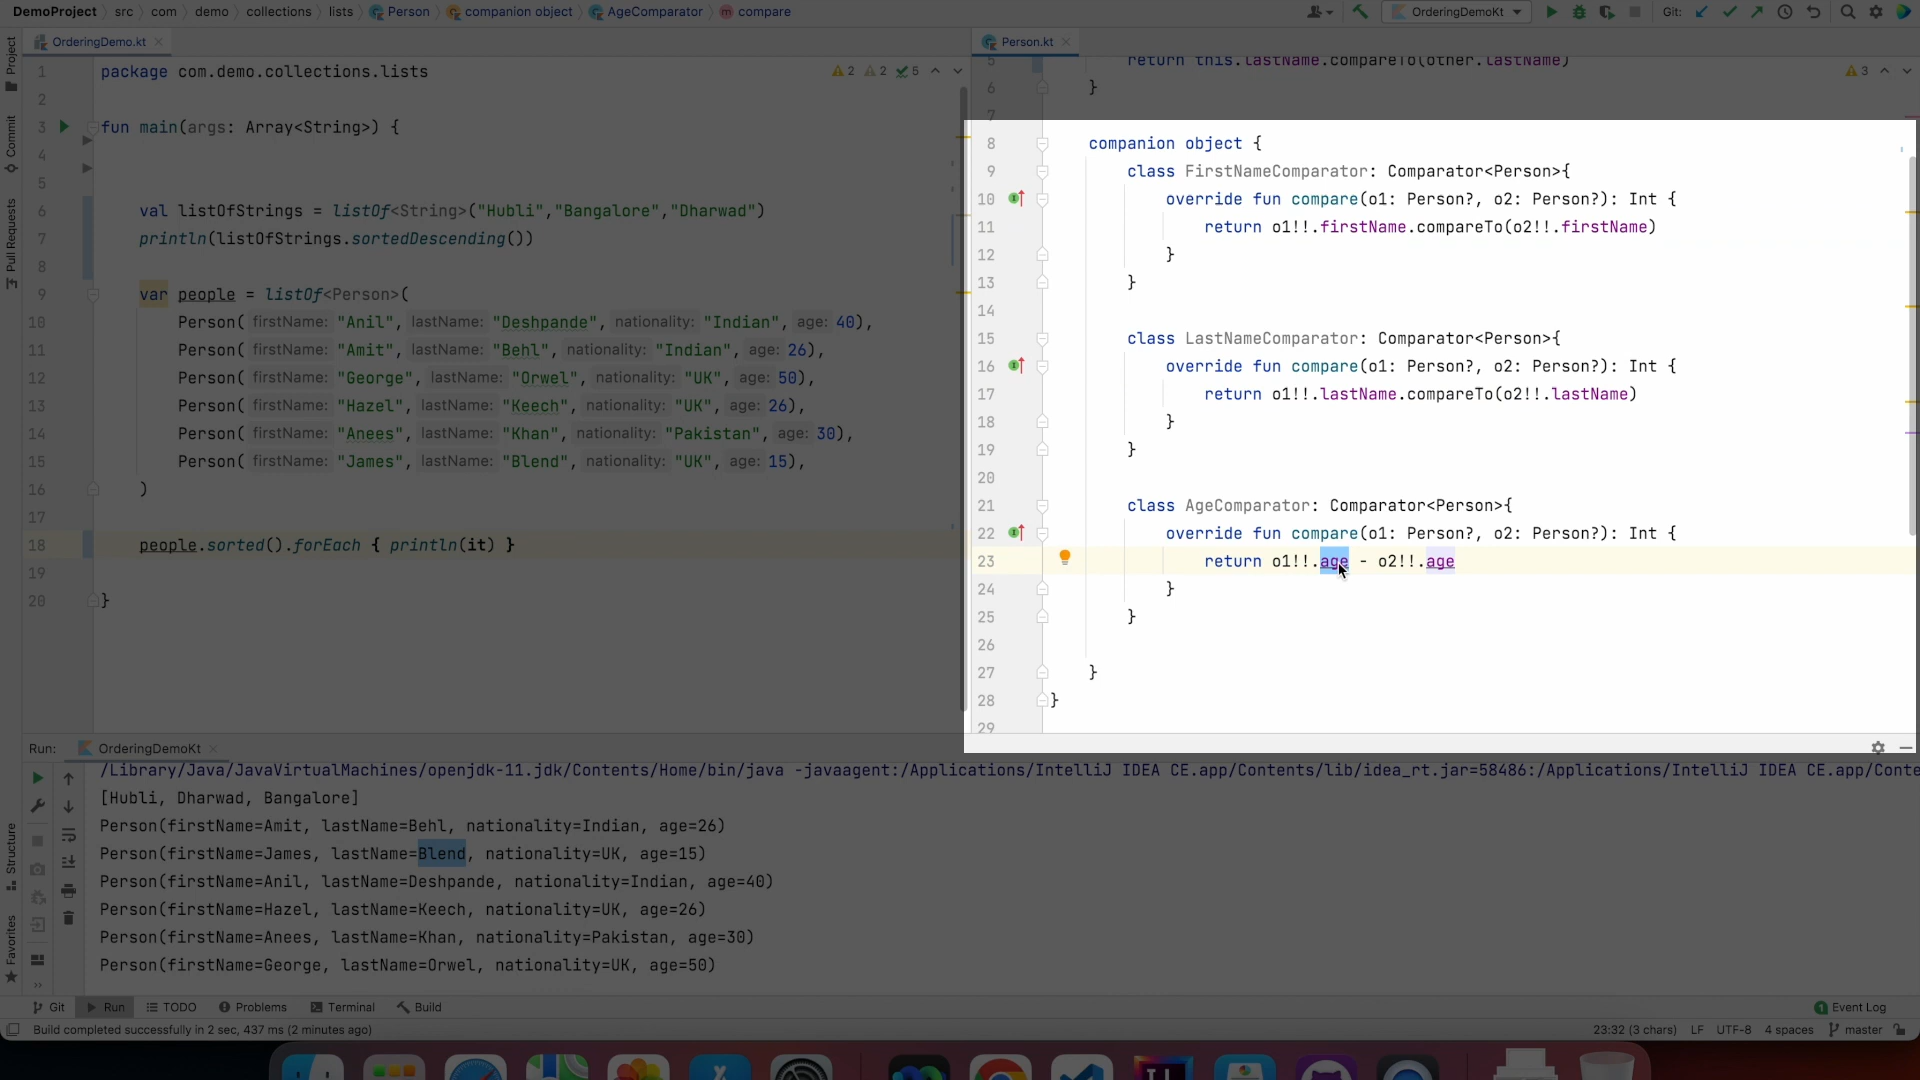 DemoProject src com demo collections lists Person companion object AgeComparator compare OrderingDemoKt Git:
OrderingDemo.kt
Person.kt
Project
Commit
Pull Requests
Structure
Favorites
2 2 5
1 package com.demo.collections.lists
2
3 fun main(args: Array<String>) {
4
5
6 val listOfStrings = listOf<String>("Hubli","Bangalore","Dharwad")
7 println(listOfStrings.sortedDescending())
8
9 var people = listOf<Person>(
10 Person( firstName: "Anil", lastName: "Deshpande", nationality: "Indian", age: 40),
11 Person( firstName: "Amit", lastName: "Behl", nationality: "Indian", age: 26),
12 Person( firstName: "George", lastName: "Orwel", nationality: "UK", age: 50),
13 Person( firstName: "Hazel", lastName: "Keech", nationality: "UK", age: 26),
14 Person( firstName: "Anees", lastName: "Khan", nationality: "Pakistan", age: 30),
15 Person( firstName: "James", lastName: "Blend", nationality: "UK", age: 15),
16 )
17
18 people.sorted().forEach { println(it) }
19
20 }
3
5 return this.lastName.compareTo(other.lastName)
6 }
7
8 companion object {
9 class FirstNameComparator: Comparator<Person>{
10 override fun compare(o1: Person?, o2: Person?): Int {
11 return o1!!.firstName.compareTo(o2!!.firstName)
12 }
13 }
14
15 class LastNameComparator: Comparator<Person>{
16 override fun compare(o1: Person?, o2: Person?): Int {
17 return o1!!.lastName.compareTo(o2!!.lastName)
18 }
19 }
20
21 class AgeComparator: Comparator<Person>{
22 override fun compare(o1: Person?, o2: Person?): Int {
23 return o1!!.age - o2!!.age
24 }
25 }
26
27 }
28 }
29
Run: OrderingDemoKt
/Library/Java/JavaVirtualMachines/openjdk-11.jdk/Contents/Home/bin/java -javaagent:/Applications/IntelliJ IDEA CE.app/Contents/lib/idea_rt.jar=58486:/Applications/IntelliJ IDEA CE.app/Conte
[Hubli, Dharwad, Bangalore]
Person(firstName=Amit, lastName=Behl, nationality=Indian, age=26)
Person(firstName=James, lastName=Blend, nationality=UK, age=15)
Person(firstName=Anil, lastName=Deshpande, nationality=Indian, age=40)
Person(firstName=Hazel, lastName=Keech, nationality=UK, age=26)
Person(firstName=Anees, lastName=Khan, nationality=Pakistan, age=30)
Person(firstName=George, lastName=Orwel, nationality=UK, age=50)
Git Run TODO Problems Terminal Build 1 Event Log
Build completed successfully in 2 sec, 437 ms (2 minutes ago) 23:32 (3 chars) LF UTF-8 4 spaces master